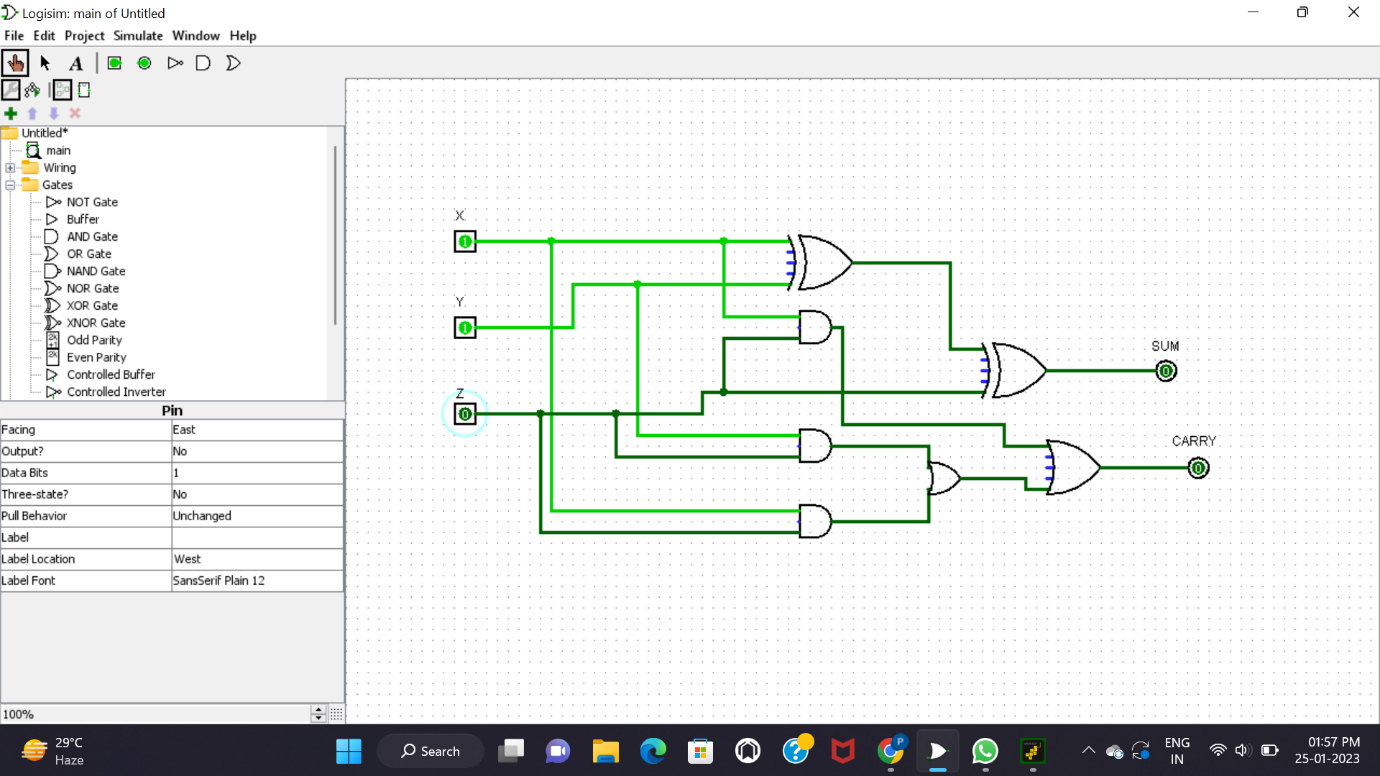 Logisim: main of Untitled
File Edit Project Simulate Window Help
A
Untitled*
main
Wiring
Gates
NOT Gate
Buffer
AND Gate
OR Gate
NAND Gate
NOR Gate
XOR Gate
XNOR Gate
Odd Parity
Even Parity
Controlled Buffer
Controlled Inverter
Pin
Facing East
Output? No
Data Bits 1
Three-state? No
Pull Behavior Unchanged
Label
Label Location West
Label Font SansSerif Plain 12
100%
X
1
Y
1
Z
0
SUM
0
CARRY
0
29°C
Haze
Search
P
ENG
IN
01:57 PM
25-01-2023